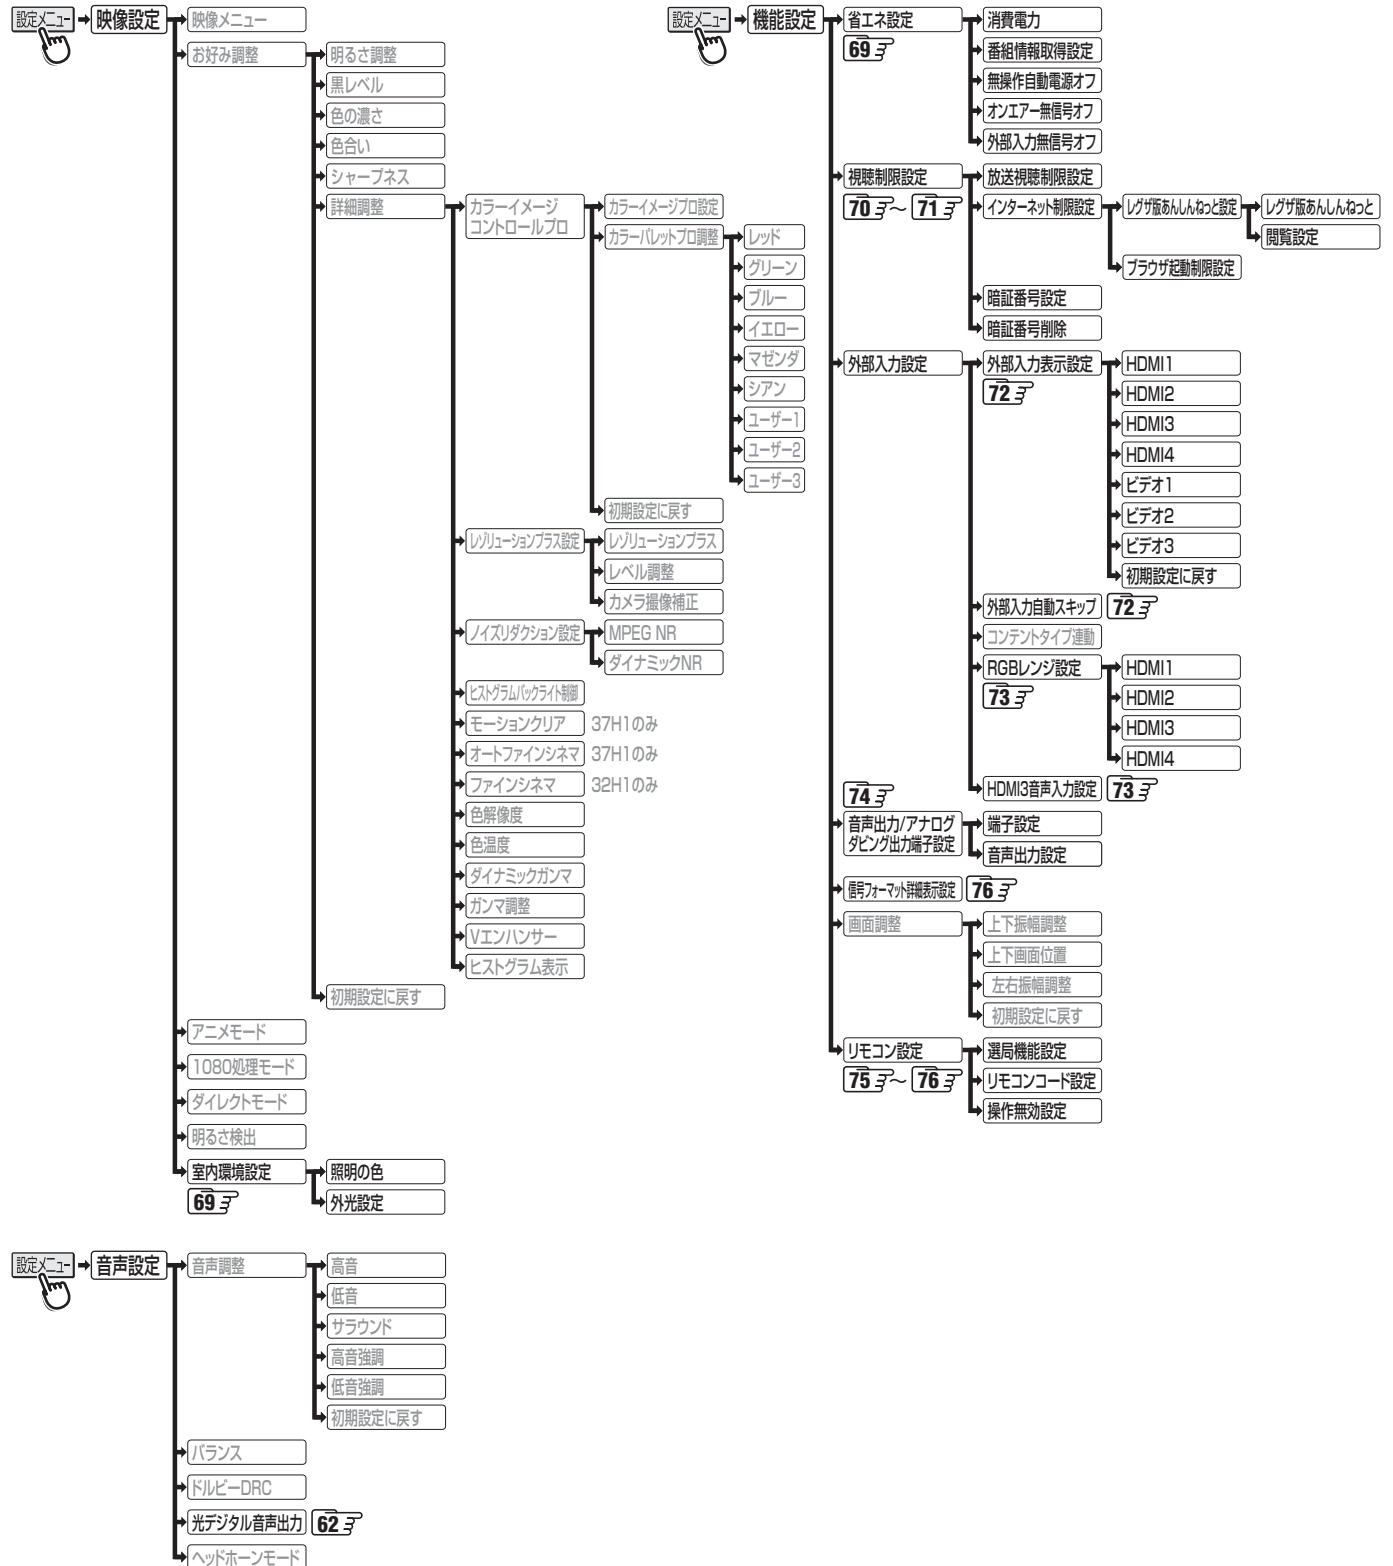 設定メニュー
映像設定
映像メニュー
お好み調整
明るさ調整
黒レベル
色の濃さ
色合い
シャープネス
詳細調整
カラーイメージ
コントロールプロ
カラーイメージプロ設定
カラーパレットプロ調整
レッド
グリーン
ブルー
イエロー
マゼンダ
シアン
ユーザー1
ユーザー2
ユーザー3
初期設定に戻す
レゾリューションプラス設定
レゾリューションプラス
レベル調整
カメラ撮像補正
ノイズリダクション設定
MPEG NR
ダイナミックNR
ヒストグラムバックライト制御
モーションクリア 37H1のみ
オートファインシネマ 37H1のみ
ファインシネマ 32H1のみ
色解像度
色温度
ダイナミックガンマ
ガンマ調整
Vエンハンサー
ヒストグラム表示
初期設定に戻す
アニメモード
1080処理モード
ダイレクトモード
明るさ検出
室内環境設定
69
照明の色
外光設定
設定メニュー
音声設定
音声調整
高音
低音
サラウンド
高音強調
低音強調
初期設定に戻す
バランス
ドルビーDRC
光デジタル音声出力 62
ヘッドホーンモード
設定メニュー
機能設定
省エネ設定
69
消費電力
番組情報取得設定
無操作自動電源オフ
オンエアー無信号オフ
外部入力無信号オフ
視聴制限設定
70 ～ 71
放送視聴制限設定
インターネット制限設定
レグザ版あんしんねっと設定
レグザ版あんしんねっと
閲覧設定
ブラウザ起動制限設定
暗証番号設定
暗証番号削除
外部入力設定
外部入力表示設定
72
HDMI1
HDMI2
HDMI3
HDMI4
ビデオ1
ビデオ2
ビデオ3
初期設定に戻す
外部入力自動スキップ 72
コンテントタイプ連動
RGBレンジ設定
73
HDMI1
HDMI2
HDMI3
HDMI4
HDMI3音声入力設定 73
74
音声出力/アナログ
ダビング出力端子設定
端子設定
音声出力設定
信号フォーマット詳細表示設定 76
画面調整
上下振幅調整
上下画面位置
左右振幅調整
初期設定に戻す
リモコン設定
75 ～ 76
選局機能設定
リモコンコード設定
操作無効設定